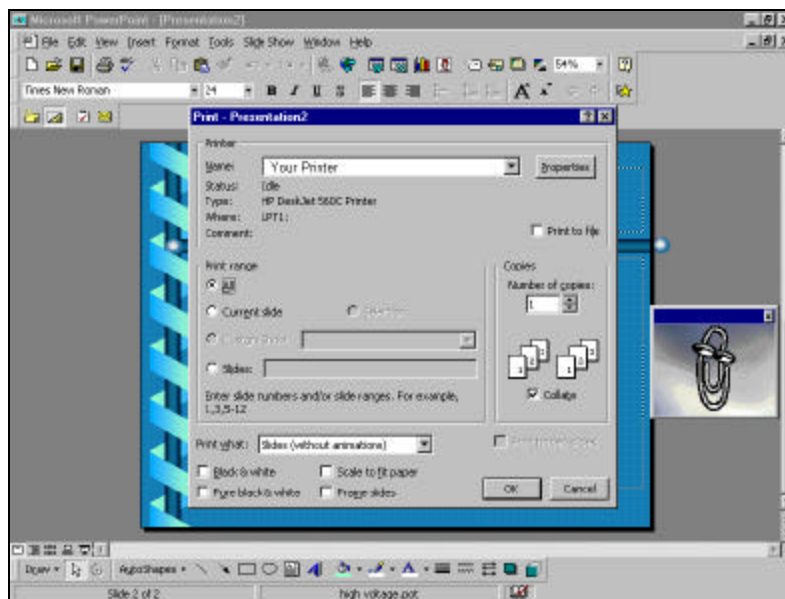 Microsoft PowerPoint - [Presentation2]
File Edit View Insert Format Tools Slide Show Window Help
54%
Times New Roman 24 B I U S A A
Print - Presentation2
Printer
Name: Your Printer Properties
Status: Idle
Type: HP DeskJet 560C Printer
Where: LPT1:
Comment: Print to file
Print range
All
Current slide Selection
Custom Show:
Slides:
Enter slide numbers and/or slide ranges. For example,
1,3,5-12
Copies
Number of copies:
1
Collate
Print what: Slides (without animations)
Black & white Scale to fit paper
Pure black & white Frame slides
OK Cancel
Draw AutoShapes
Slide 2 of 2 high voltage.pot